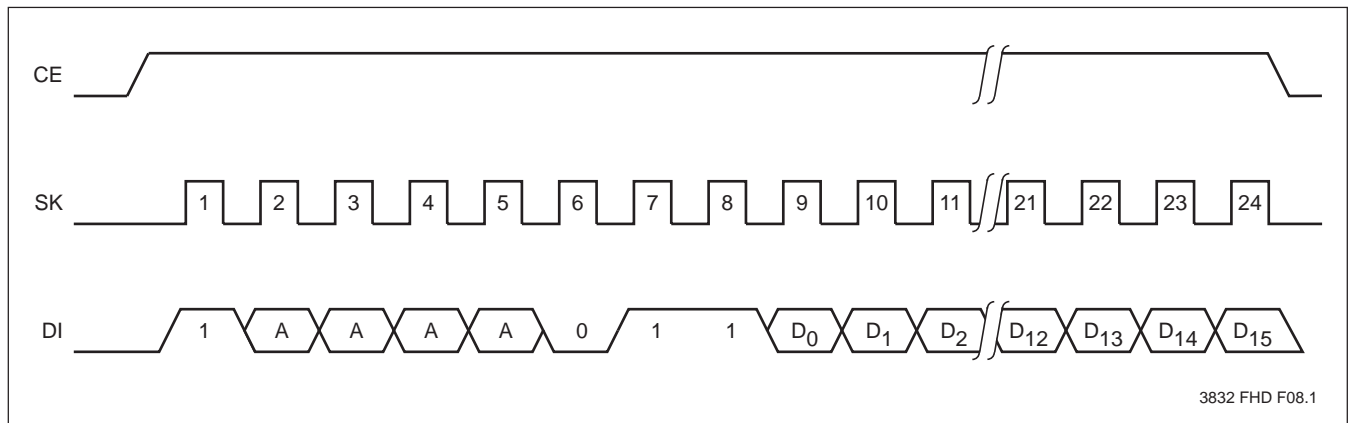 CE
SK 1 2 3 4 5 6 7 8 9 10 11 21 22 23 24
DI 1 A A A A 0 1 1 D0 D1 D2 D12 D13 D14 D15
3832 FHD F08.1